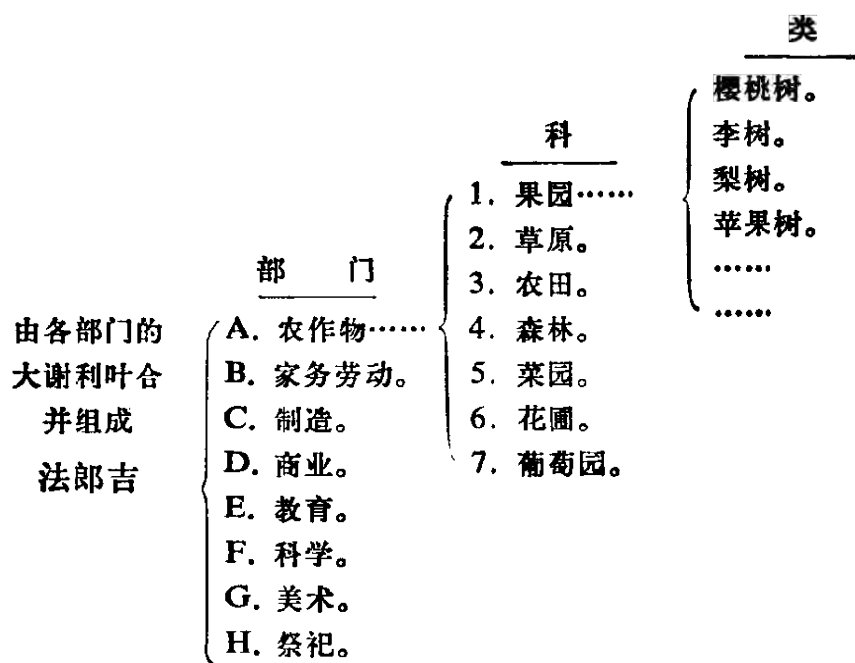 由各部门的
大谢利叶合
并组成
法郎吉
部 门
A. 农作物……
B. 家务劳动。
C. 制造。
D. 商业。
E. 教育。
F. 科学。
G. 美术。
H. 祭祀。
科
1. 果园……
2. 草原。
3. 农田。
4. 森林。
5. 菜园。
6. 花圃。
7. 葡萄园。
类
樱桃树。
李树。
梨树。
苹果树。
……
……